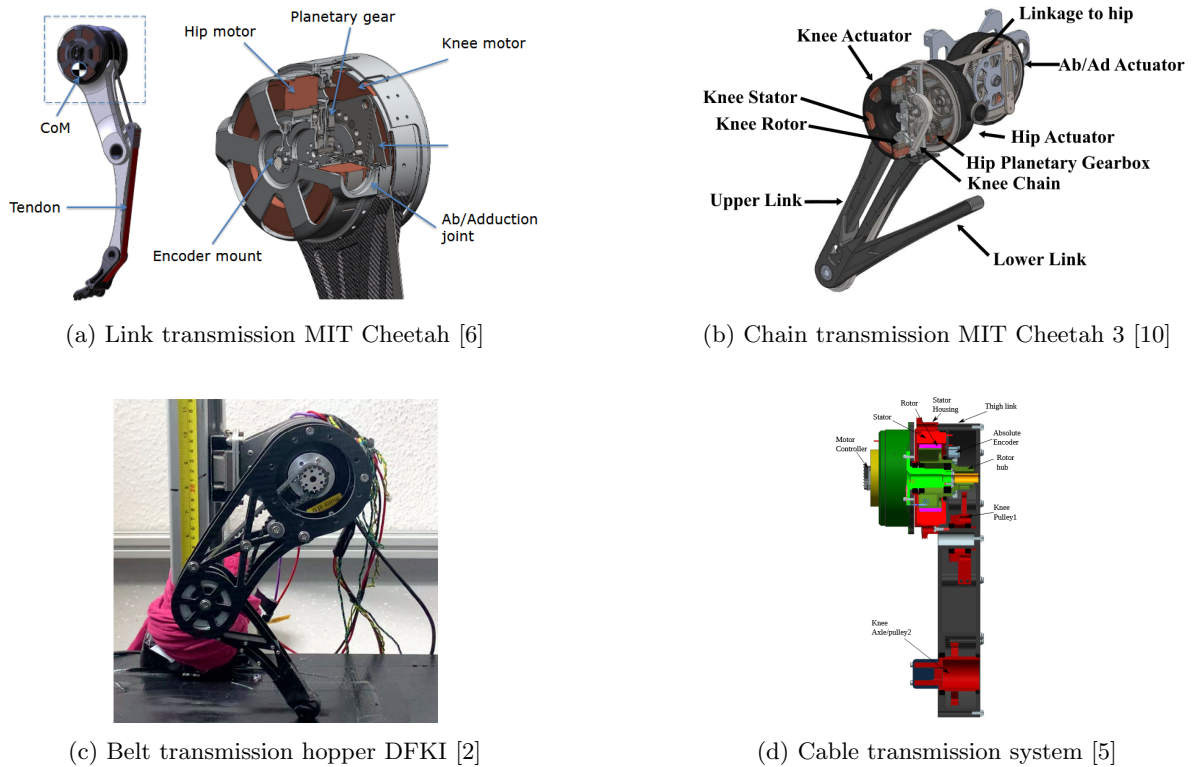 Planetary gear
Hip motor
Knee motor
CoM
Tendon
Encoder mount
Ab/Adduction
joint
(a) Link transmission MIT Cheetah [6]
Linkage to hip
Knee Actuator
Ab/Ad Actuator
Knee Stator
Knee Rotor
Hip Actuator
Hip Planetary Gearbox
Knee Chain
Upper Link
Lower Link
(b) Chain transmission MIT Cheetah 3 [10]
(c) Belt transmission hopper DFKI [2]
Rotor
Stator
Housing
Thigh link
Stator
Absolute
Encoder
Motor
Controller
Rotor
hub
Knee
Pulley1
Knee
Axle/pulley2
(d) Cable transmission system [5]